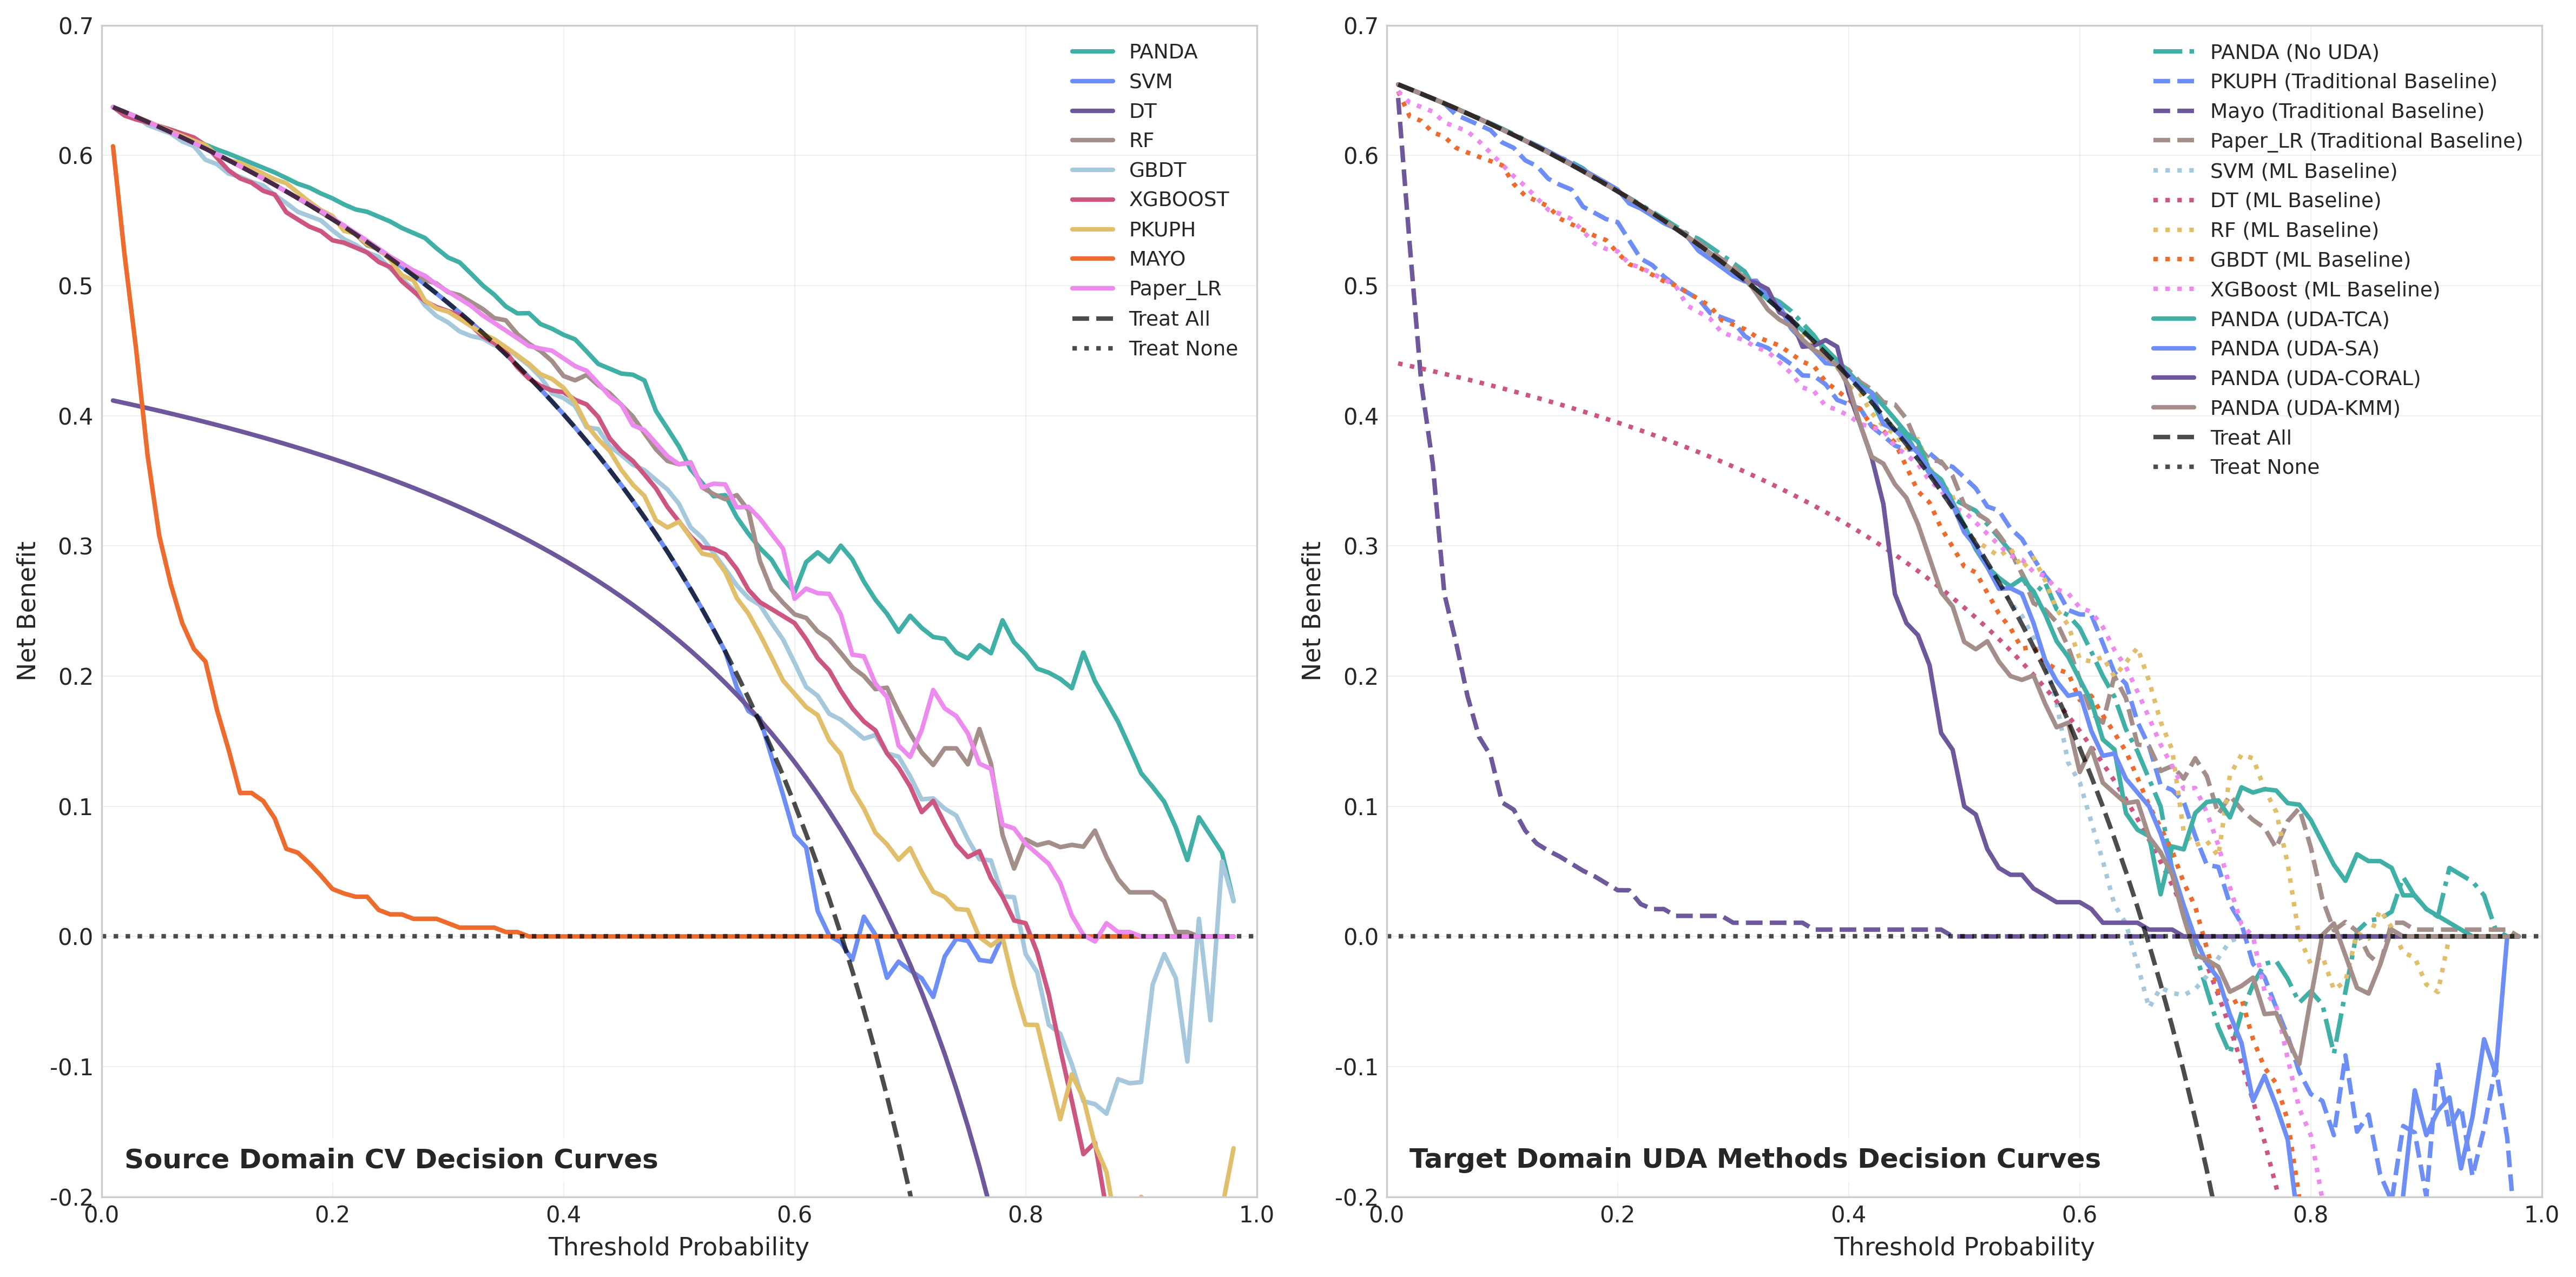 0.7
0.6
0.5
0.4
0.3
0.2
0.1
0.0
-0.1
-0.2
Net Benefit
PANDA
SVM
DT
RF
GBDT
XGBOOST
PKUPH
MAYO
Paper_LR
Treat All
Treat None
Source Domain CV Decision Curves
0.0 0.2 0.4 0.6 0.8 1.0
Threshold Probability
0.7
0.6
0.5
0.4
0.3
0.2
0.1
0.0
-0.1
-0.2
Net Benefit
PANDA (No UDA)
PKUPH (Traditional Baseline)
Mayo (Traditional Baseline)
Paper_LR (Traditional Baseline)
SVM (ML Baseline)
DT (ML Baseline)
RF (ML Baseline)
GBDT (ML Baseline)
XGBoost (ML Baseline)
PANDA (UDA-TCA)
PANDA (UDA-SA)
PANDA (UDA-CORAL)
PANDA (UDA-KMM)
Treat All
Treat None
Target Domain UDA Methods Decision Curves
0.0 0.2 0.4 0.6 0.8 1.0
Threshold Probability